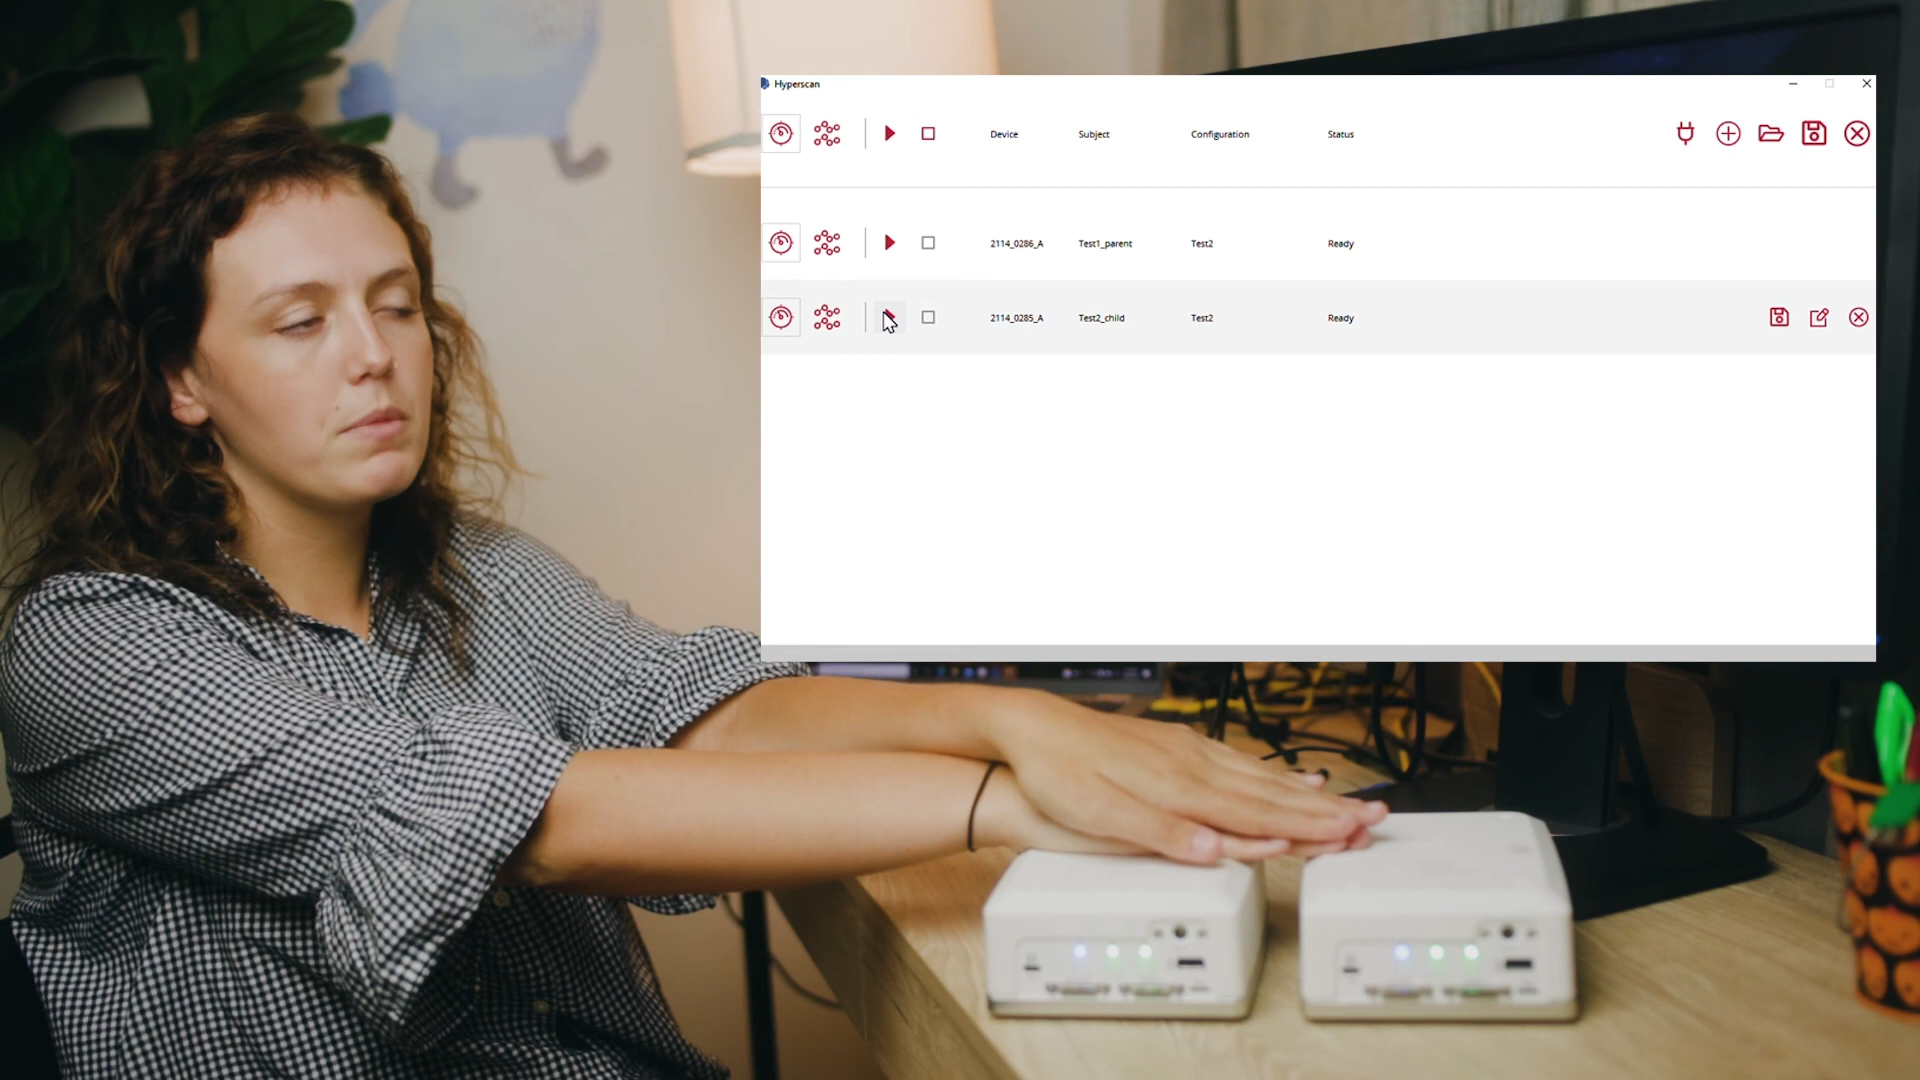 Hyperscan
Device Subject Configuration Status
2114_0286_A Test1_parent Test2 Ready
2114_0285_A Test2_child Test2 Ready